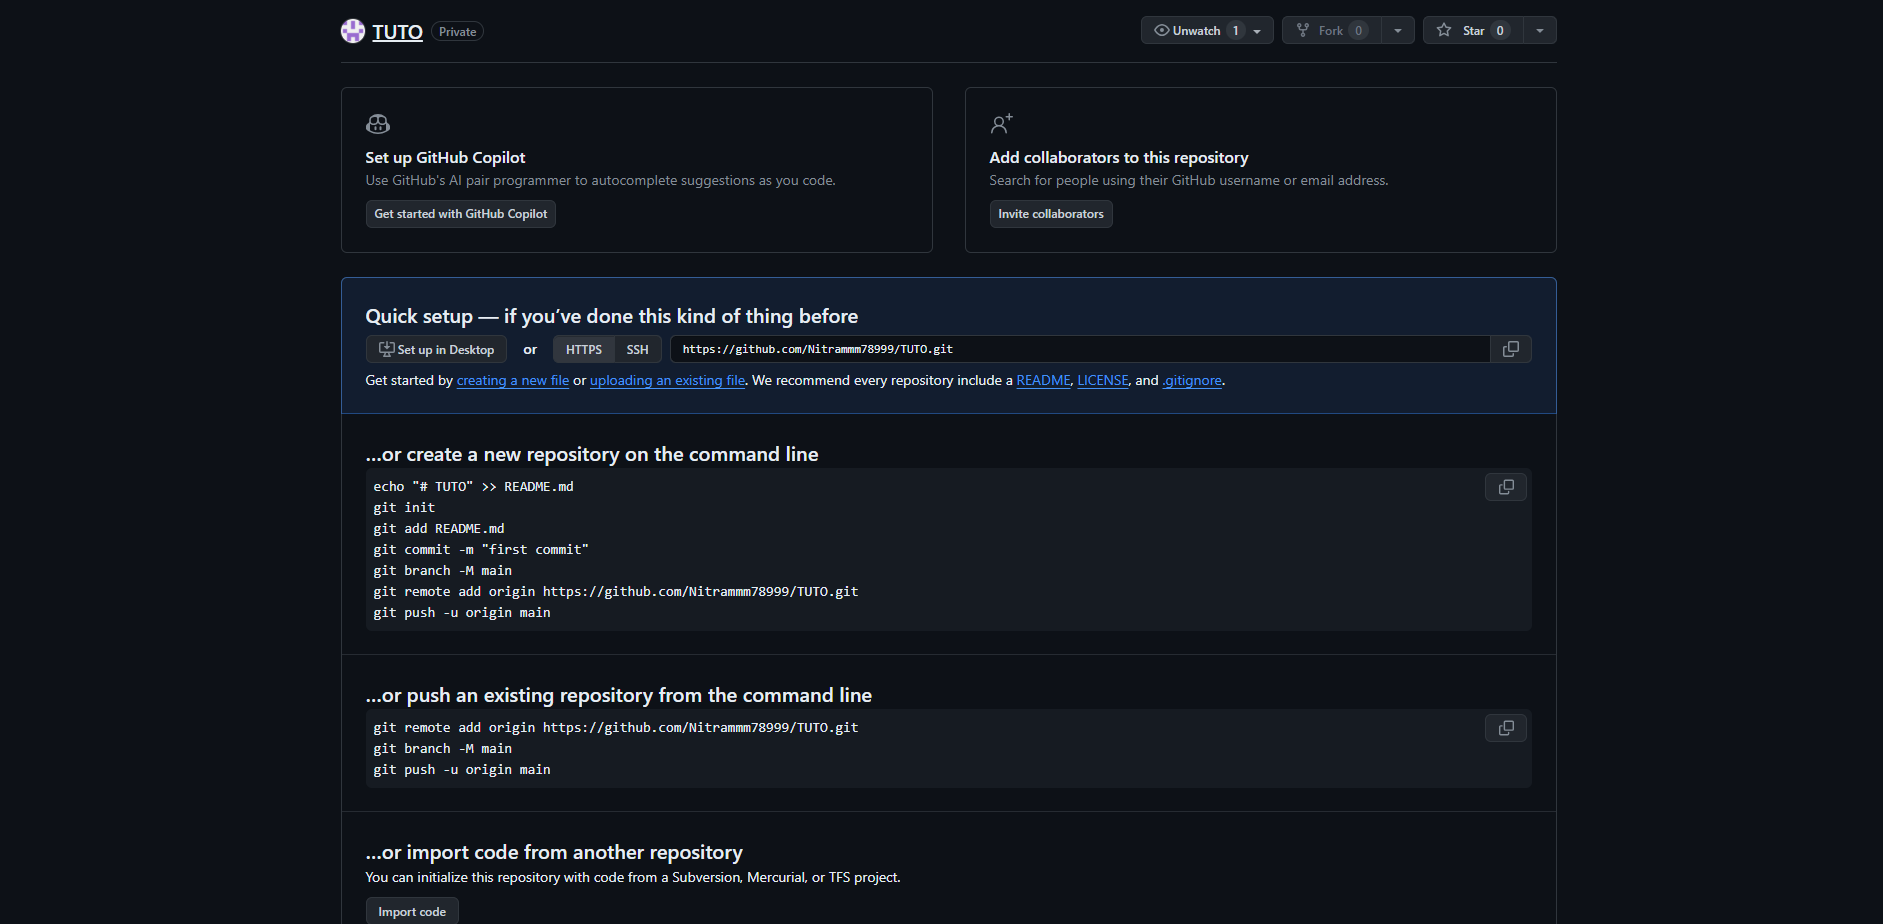 TUTO Private
Unwatch 1
Fork 0
Star 0
Set up GitHub Copilot
Use GitHub's AI pair programmer to autocomplete suggestions as you code.
Get started with GitHub Copilot
Add collaborators to this repository
Search for people using their GitHub username or email address.
Invite collaborators
Quick setup — if you’ve done this kind of thing before
Set up in Desktop or HTTPS SSH https://github.com/Nitrammm78999/TUTO.git
Get started by creating a new file or uploading an existing file. We recommend every repository include a README, LICENSE, and .gitignore.
…or create a new repository on the command line
echo "# TUTO" >> README.md
git init
git add README.md
git commit -m "first commit"
git branch -M main
git remote add origin https://github.com/Nitrammm78999/TUTO.git
git push -u origin main
…or push an existing repository from the command line
git remote add origin https://github.com/Nitrammm78999/TUTO.git
git branch -M main
git push -u origin main
…or import code from another repository
You can initialize this repository with code from a Subversion, Mercurial, or TFS project.
Import code